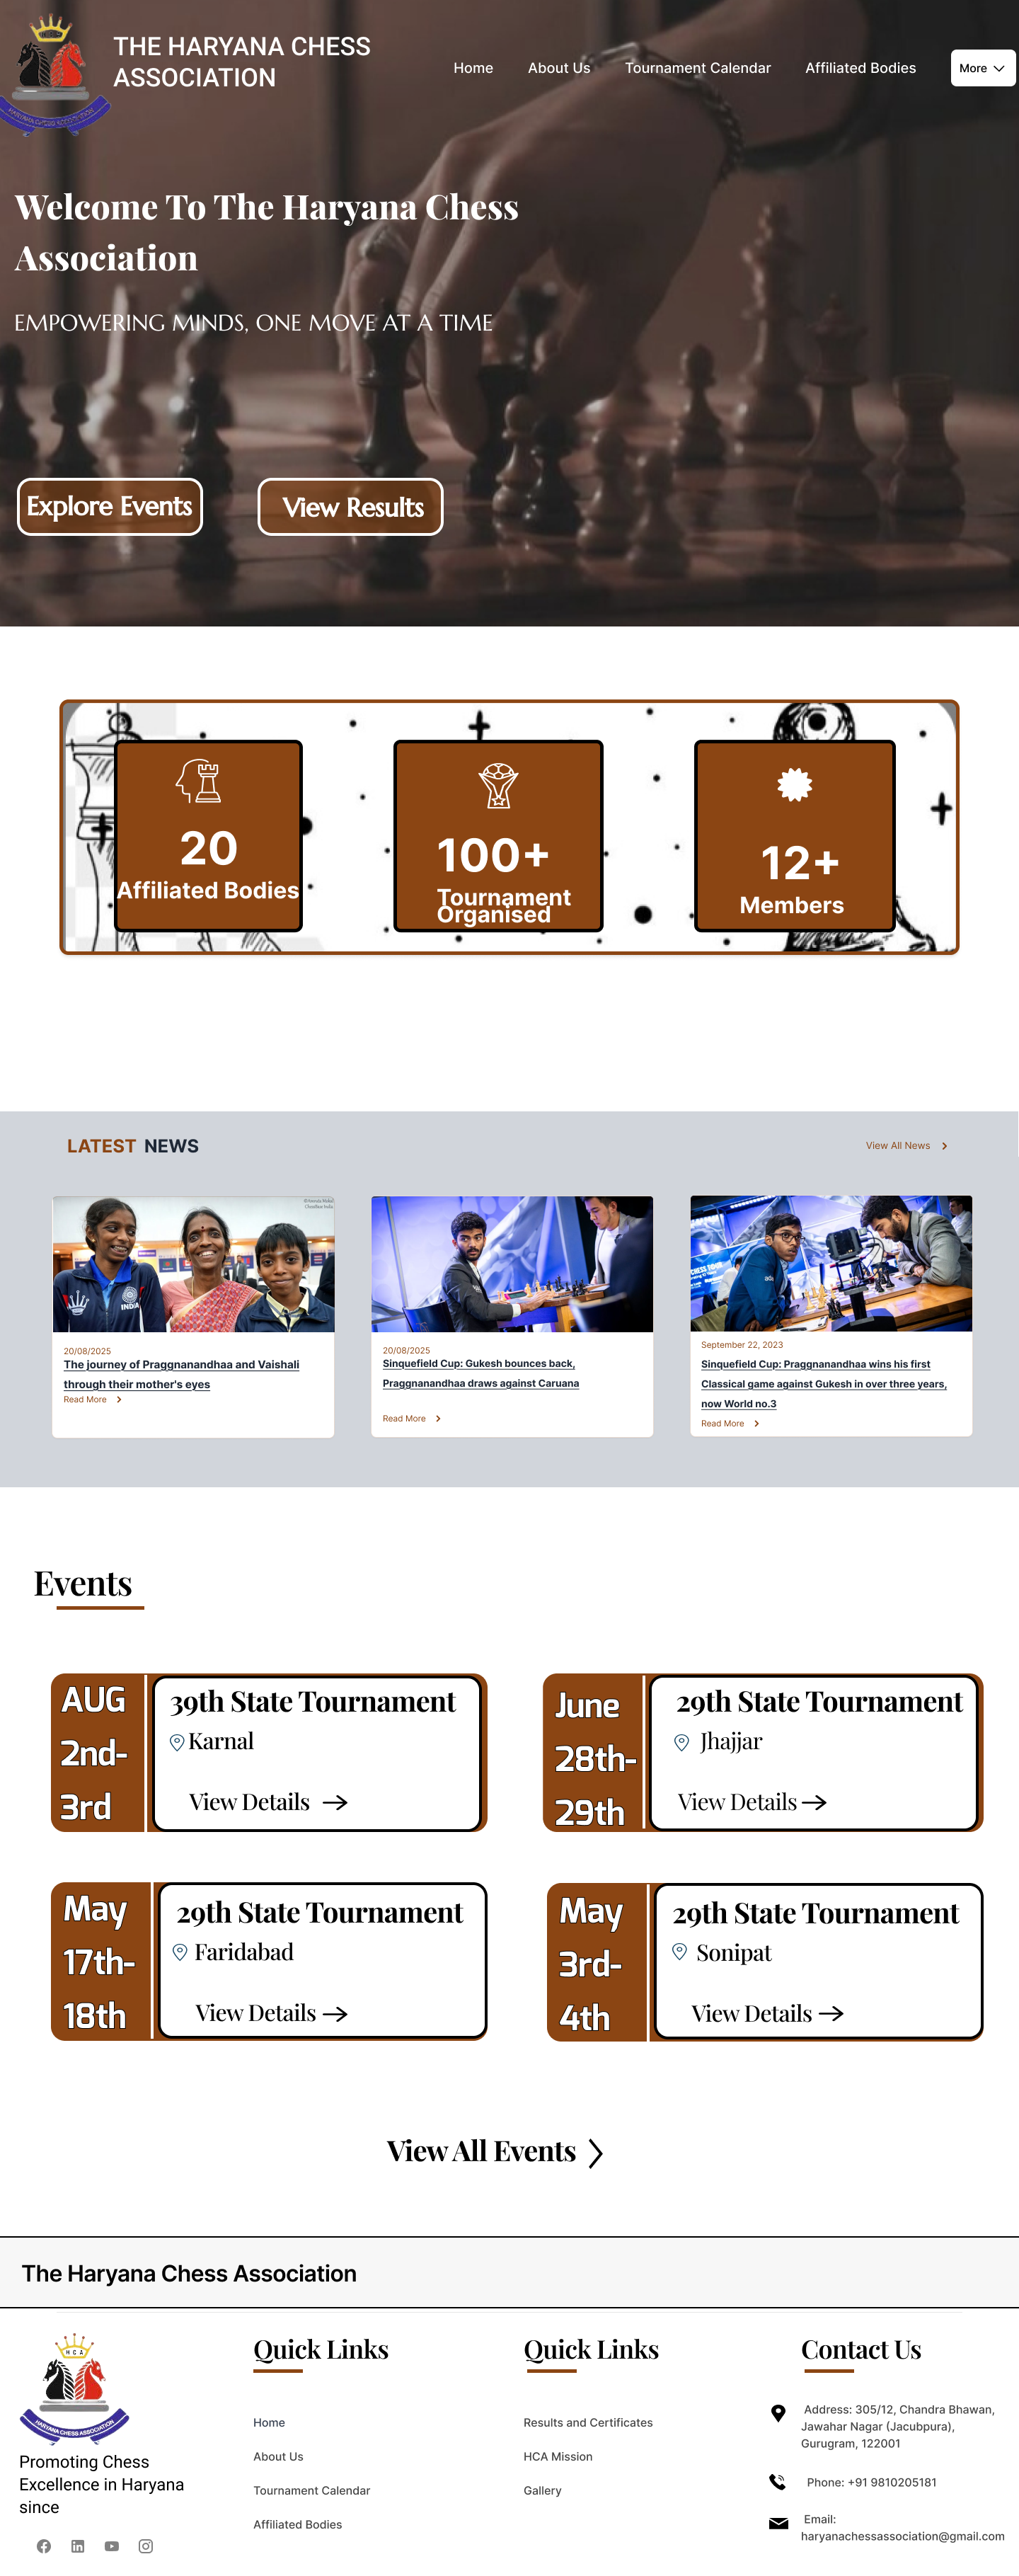 THE HARYANA CHESS
ASSOCIATION
Home
About Us
Tournament Calendar
Affiliated Bodies
More
HARYANA CHESS ASSOCIATION
Welcome To The Haryana Chess
Association
EMPOWERING MINDS, ONE MOVE AT A TIME
Explore Events
View Results
20
Affiliated Bodies
100+
Tournament
Organised
12+
Members
LATEST NEWS
View All News
INDIA
20/08/2025
The journey of Praggnanandhaa and Vaishali
through their mother's eyes
Read More
20/08/2025
Sinquefield Cup: Gukesh bounces back,
Praggnanandhaa draws against Caruana
Read More
September 22, 2023
Sinquefield Cup: Praggnanandhaa wins his first
Classical game against Gukesh in over three years,
now World no.3
Read More
Events
AUG
2nd-
3rd
39th State Tournament
Karnal
View Details
June
28th-
29th
29th State Tournament
Jhajjar
View Details
May
17th-
18th
29th State Tournament
Faridabad
View Details
May
3rd-
4th
29th State Tournament
Sonipat
View Details
View All Events
The Haryana Chess Association
HCA
HARYANA CHESS ASSOCIATION
Promoting Chess
Excellence in Haryana
since
Quick Links
Home
About Us
Tournament Calendar
Affiliated Bodies
Quick Links
Results and Certificates
HCA Mission
Gallery
Contact Us
Address: 305/12, Chandra Bhawan,
Jawahar Nagar (Jacubpura),
Gurugram, 122001
Phone: +91 9810205181
Email:
haryanachessassociation@gmail.com